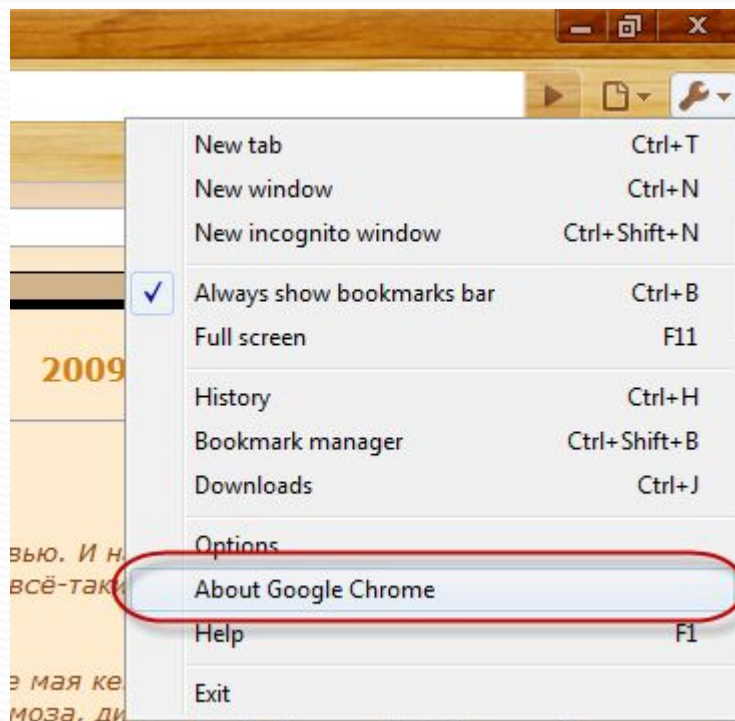 New tab Ctrl+T
New window Ctrl+N
New incognito window Ctrl+Shift+N
Always show bookmarks bar Ctrl+B
Full screen F11
2009
History Ctrl+H
Bookmark manager Ctrl+Shift+B
Downloads Ctrl+J
Options
вью. И н
всё-таки
About Google Chrome
Help F1
е мая ке
Exit
моза, ди